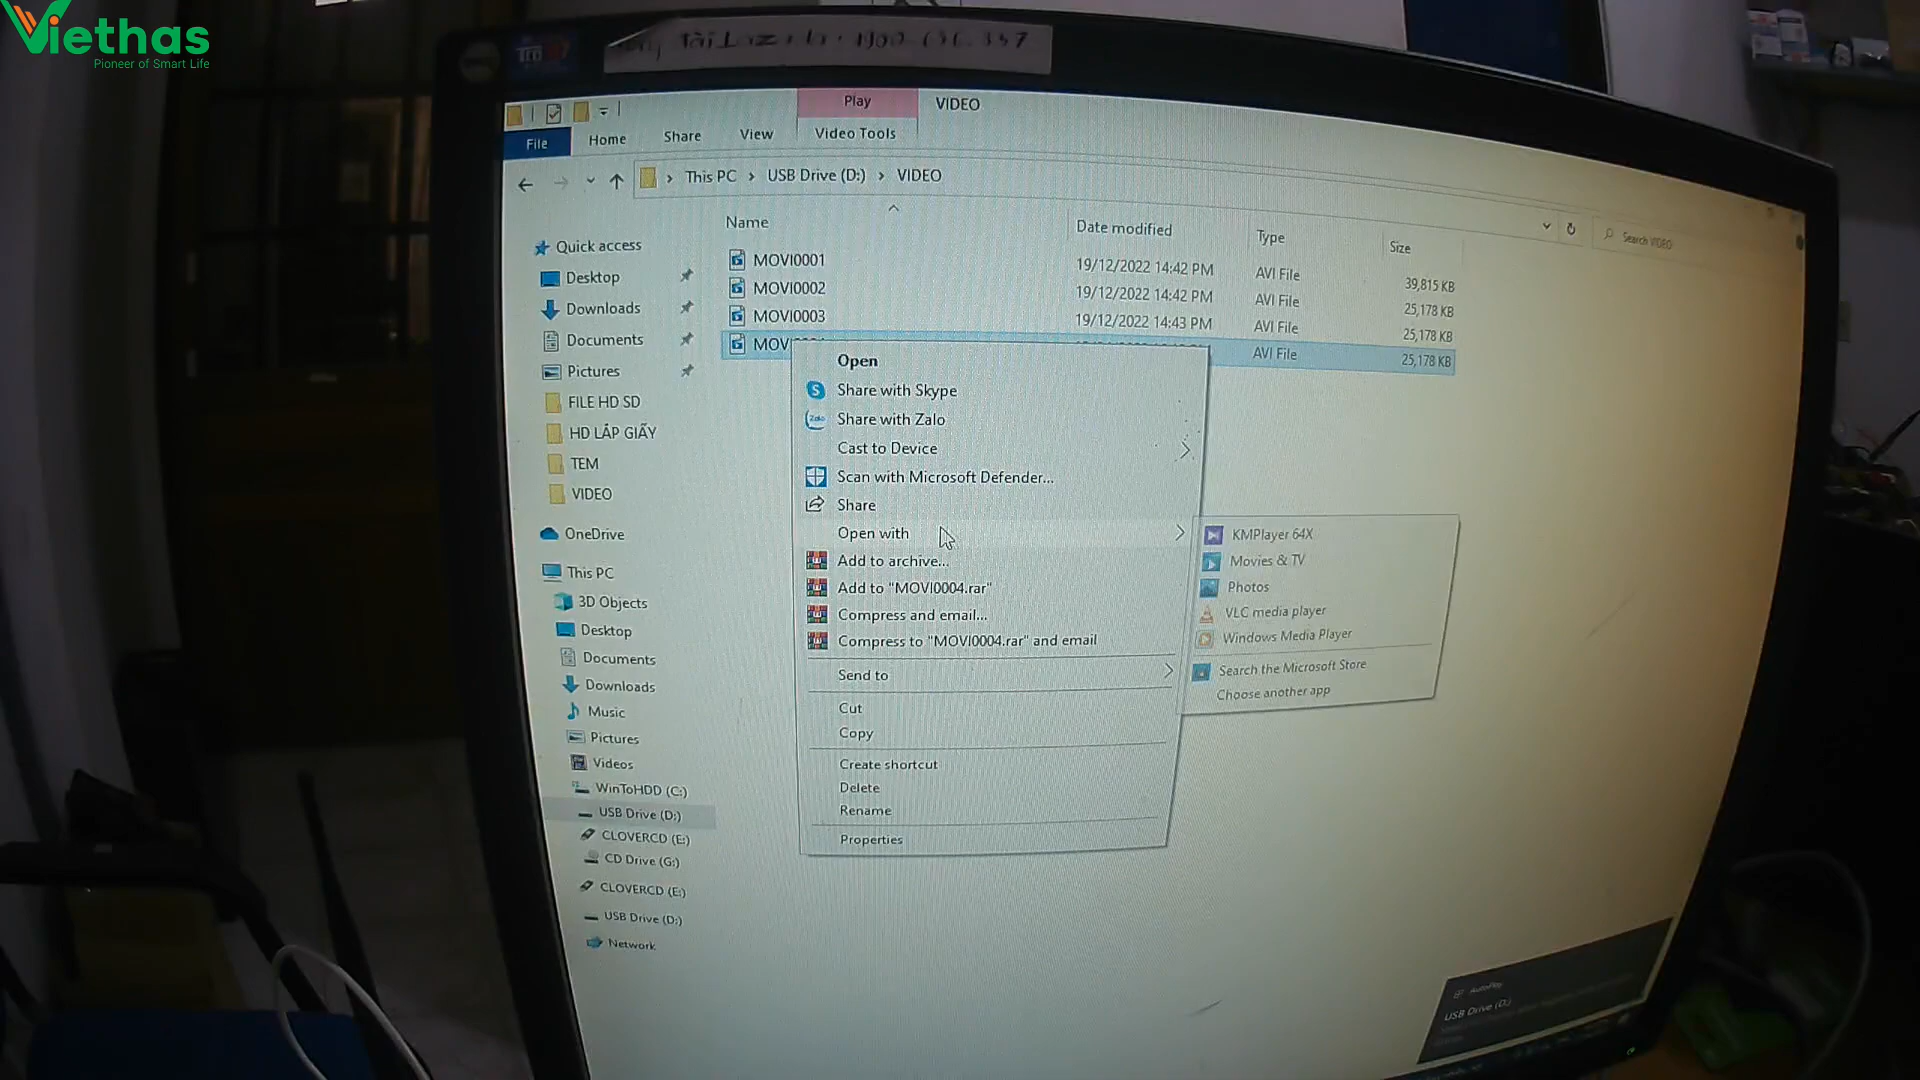 Viethas
Pioneer of Smart Life
1900
Play
VIDEO
File
Home
Share
View
Video Tools
This PC > USB Drive (D:) > VIDEO
Search VIDEO
Name
Date modified
Type
Size
MOVI0001
19/12/2022 14:42 PM
AVI File
39,815 KB
MOVI0002
19/12/2022 14:42 PM
AVI File
25,178 KB
MOVI0003
19/12/2022 14:43 PM
AVI File
25,178 KB
AVI File
25,178 KB
Quick access
Desktop
Downloads
Documents
Pictures
FILE HD SD
HD LẮP GIẤY
TEM
VIDEO
OneDrive
This PC
3D Objects
Desktop
Documents
Downloads
Music
Pictures
Videos
WinToHDD (C:)
USB Drive (D:)
CLOVERCD (E:)
CD Drive (G:)
CLOVERCD (E:)
USB Drive (D:)
Network
Open
Share with Skype
Share with Zalo
Cast to Device
Scan with Microsoft Defender...
Share
Open with
Add to archive...
Add to "MOVI0004.rar"
Compress and email...
Compress to "MOVI0004.rar" and email
Send to
Cut
Copy
Create shortcut
Delete
Rename
Properties
KMPlayer 64X
Movies & TV
Photos
VLC media player
Windows Media Player
Search the Microsoft Store
Choose another app
AutoPlay
USB Drive (D:)